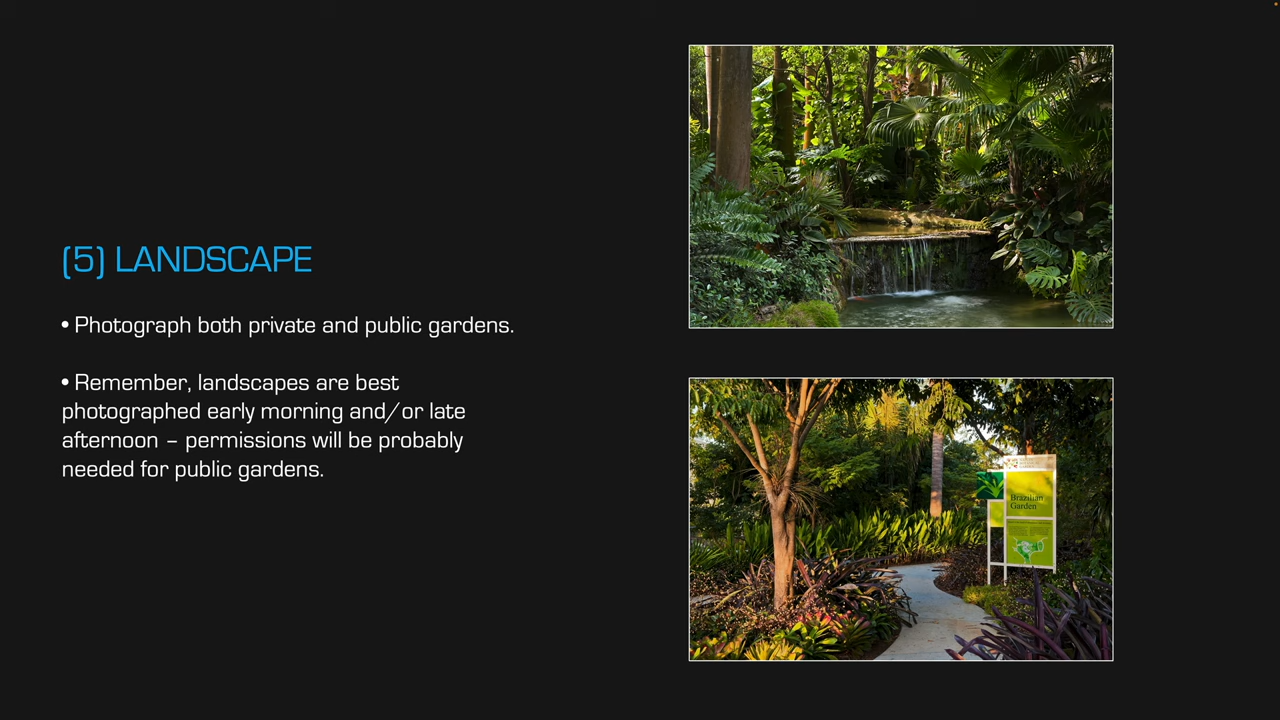 (5) LANDSCAPE
• Photograph both private and public gardens.
• Remember, landscapes are best
photographed early morning and/or late
afternoon – permissions will be probably
needed for public gardens.
Brazilian
Garden